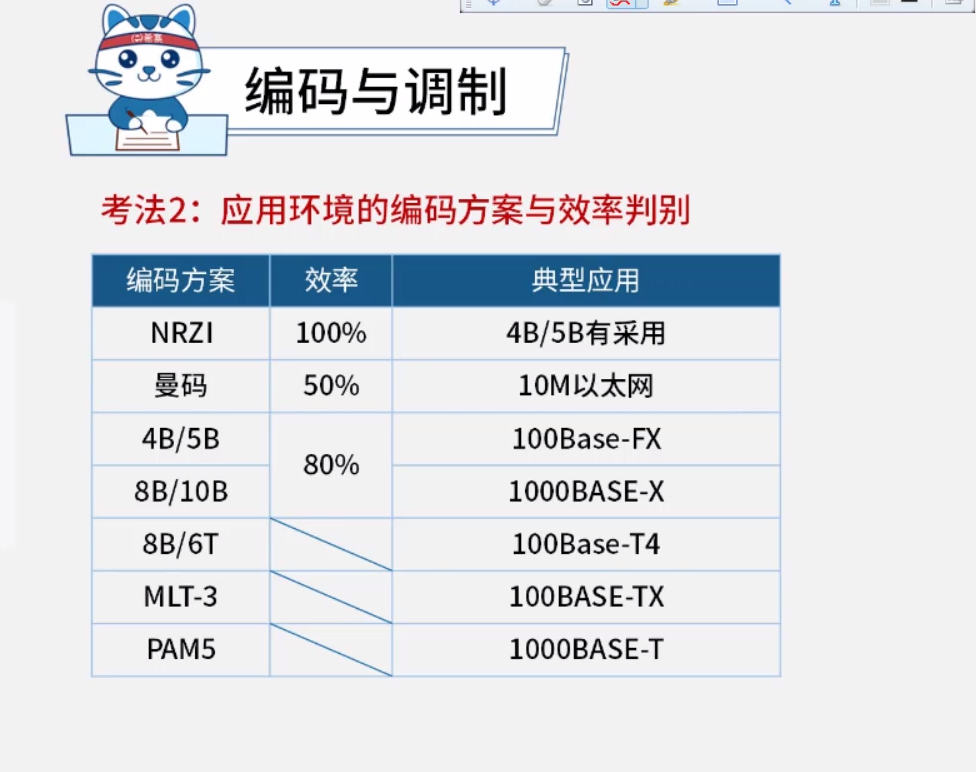 编码与调制
考法2：应用环境的编码方案与效率判别
编码方案 效率 典型应用
NRZI 100% 4B/5B有采用
曼码 50% 10M以太网
4B/5B 80% 100Base-FX
8B/10B 1000BASE-X
8B/6T 100Base-T4
MLT-3 100BASE-TX
PAM5 1000BASE-T